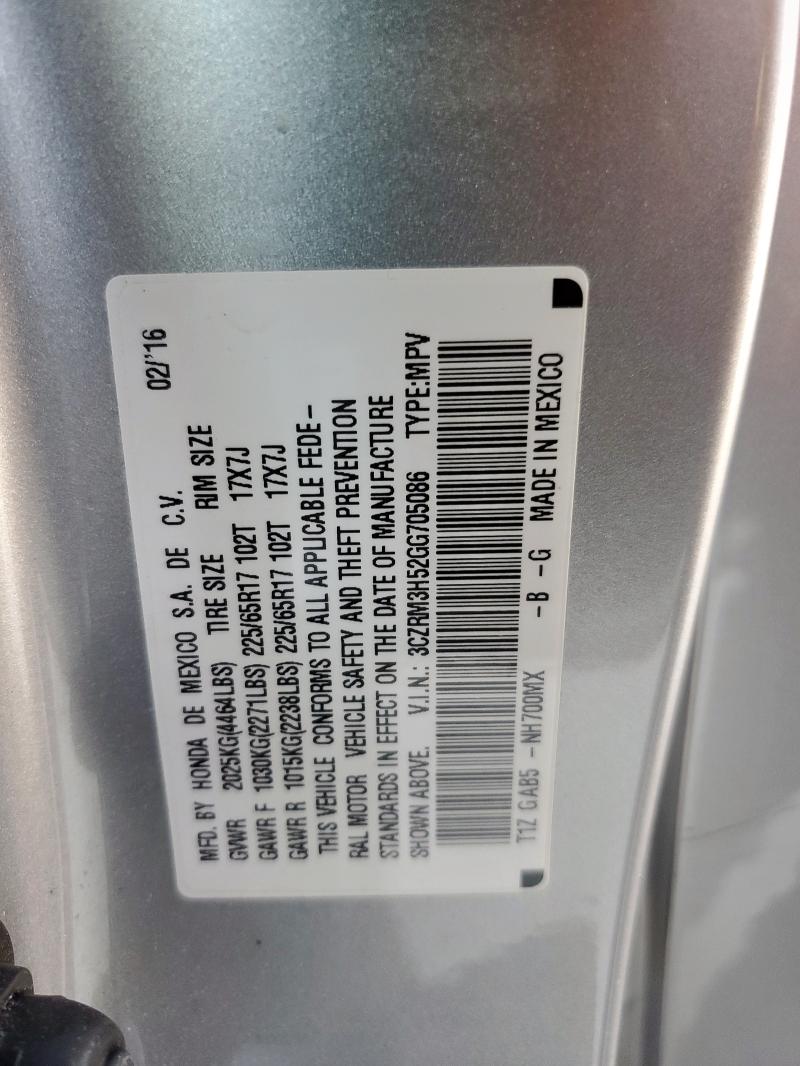 MFD. BY HONDA DE MEXICO S.A. DE C.V. 02/'16
GVWR 2025KG(4464LBS) TIRE SIZE RIM SIZE
GAWR F 1030KG(2271LBS) 225/65R17 102T 17X7J
GAWR R 1015KG(2238LBS) 225/65R17 102T 17X7J
THIS VEHICLE CONFORMS TO ALL APPLICABLE FEDE-
RAL MOTOR VEHICLE SAFETY AND THEFT PREVENTION
STANDARDS IN EFFECT ON THE DATE OF MANUFACTURE
SHOWN ABOVE. V.I.N.: 3CZRM3H52GG705086 TYPE:MPV
T1Z GAB5 -NH700MX -B -G MADE IN MEXICO